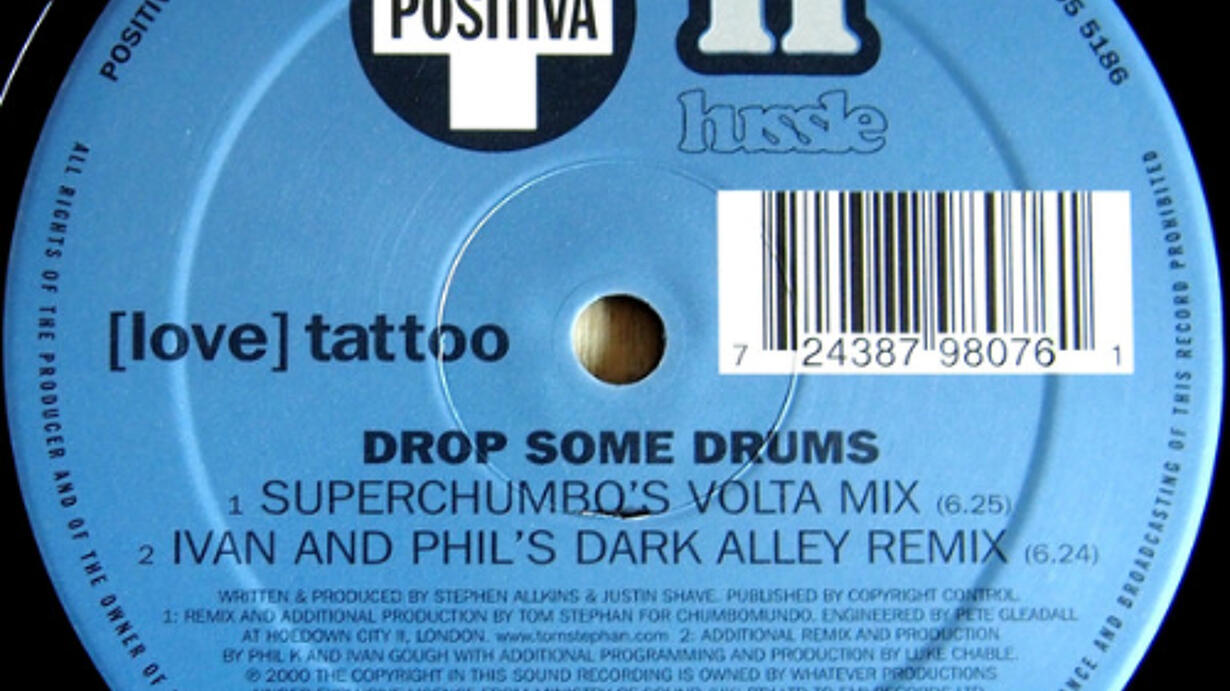 POSITIVA
POSITIV
5 5186
hussle
ALL RIGHTS OF THE PRODUCER AND OF THE OWNER OF
[love] tattoo
7 24387 98076 1
DROP SOME DRUMS
1 SUPERCHUMBO'S VOLTA MIX (6.25)
2 IVAN AND PHIL'S DARK ALLEY REMIX (6.24)
WRITTEN & PRODUCED BY STEPHEN ALLKINS & JUSTIN SHAVE. PUBLISHED BY COPYRIGHT CONTROL.
1: REMIX AND ADDITIONAL PRODUCTION BY TOM STEPHAN FOR CHUMBOMUNDO. ENGINEERED BY PETE GLEADALL
AT HOEDOWN CITY II, LONDON. www.tomstephan.com 2: ADDITIONAL REMIX AND PRODUCTION
BY PHIL K AND IVAN GOUGH WITH ADDITIONAL PROGRAMMING AND PRODUCTION BY LUKE CHABLE.
℗ 2000 THE COPYRIGHT IN THIS SOUND RECORDING IS OWNED BY WHATEVER PRODUCTIONS
AND BROADCASTING OF THIS RECORD PROHIBITED